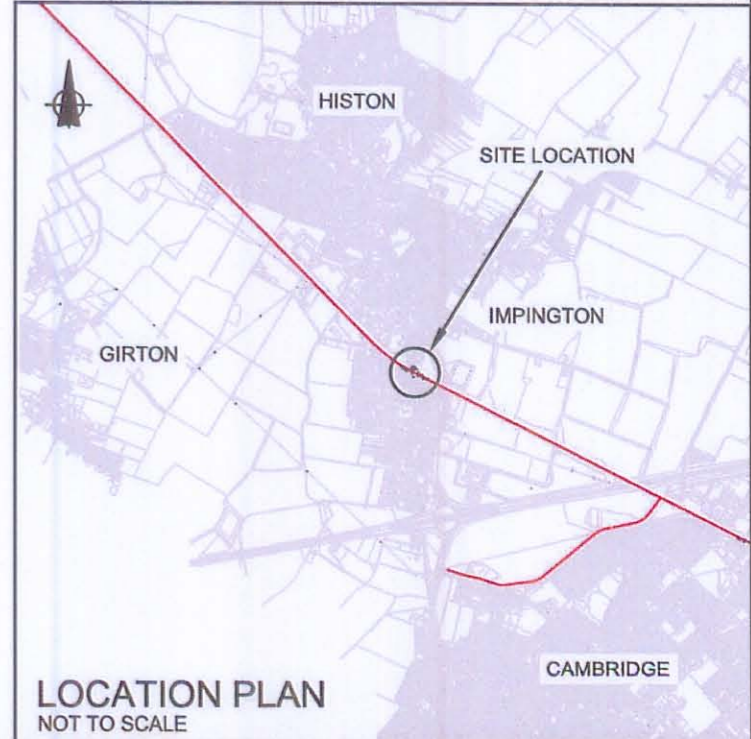 HISTON
SITE LOCATION
IMPINGTON
GIRTON
CAMBRIDGE
LOCATION PLAN
NOT TO SCALE